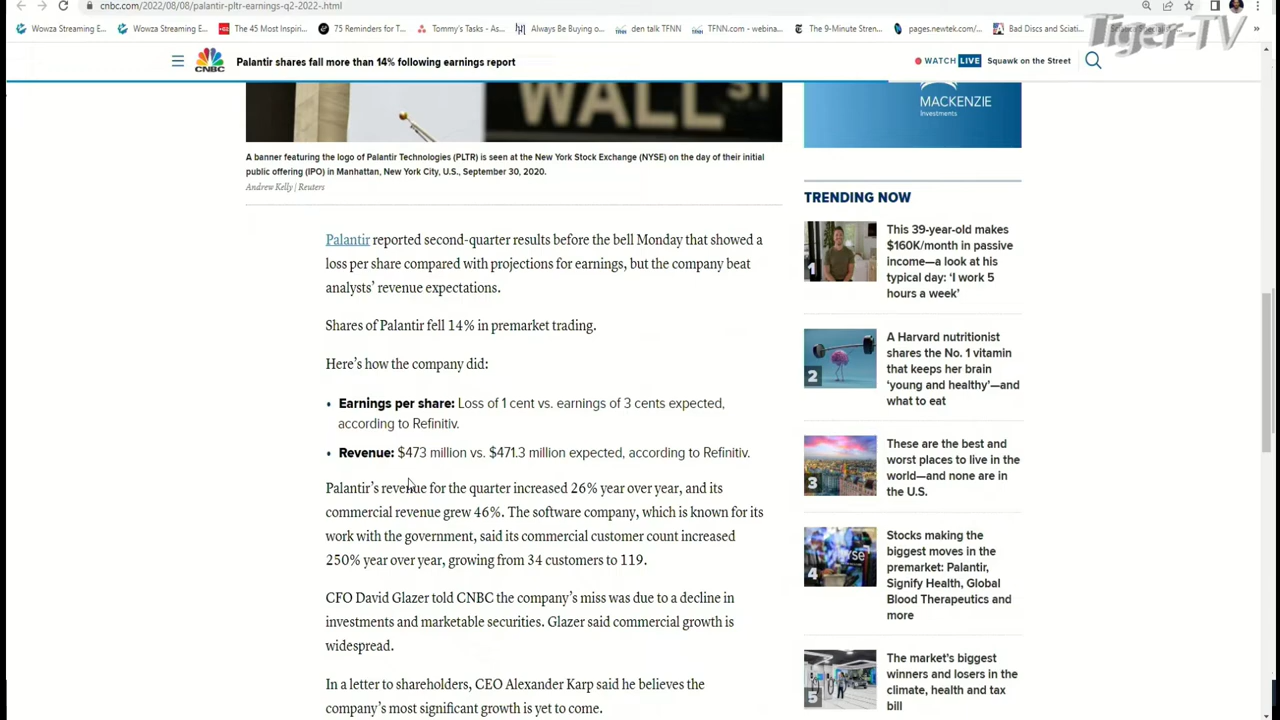 cnbc.com/2022/08/08/palantir-pltr-earnings-q2-2022-.html
Wowza Streaming E...
Wowza Streaming E...
The 45 Most Inspiri...
75 Reminders for T...
Tommy's Tasks - As...
Always Be Buying o...
den talk TFNN
TFNN.com - webina...
The 9-Minute Stren...
pages.newtek.com/...
Bad Discs and Sciati...
Tiger-TV
CNBC
Palantir shares fall more than 14% following earnings report
WATCH LIVE
Squawk on the Street
WALL ST
MACKENZIE
Investments
A banner featuring the logo of Palantir Technologies (PLTR) is seen at the New York Stock Exchange (NYSE) on the day of their initial
public offering (IPO) in Manhattan, New York City, U.S., September 30, 2020.
Andrew Kelly | Reuters
Palantir reported second-quarter results before the bell Monday that showed a
loss per share compared with projections for earnings, but the company beat
analysts' revenue expectations.
Shares of Palantir fell 14% in premarket trading.
Here's how the company did:
• Earnings per share: Loss of 1 cent vs. earnings of 3 cents expected,
according to Refinitiv.
• Revenue: $473 million vs. $471.3 million expected, according to Refinitiv.
Palantir's revenue for the quarter increased 26% year over year, and its
commercial revenue grew 46%. The software company, which is known for its
work with the government, said its commercial customer count increased
250% year over year, growing from 34 customers to 119.
CFO David Glazer told CNBC the company's miss was due to a decline in
investments and marketable securities. Glazer said commercial growth is
widespread.
In a letter to shareholders, CEO Alexander Karp said he believes the
company's most significant growth is yet to come.
TRENDING NOW
1
This 39-year-old makes
$160K/month in passive
income—a look at his
typical day: 'I work 5
hours a week'
2
A Harvard nutritionist
shares the No. 1 vitamin
that keeps her brain
'young and healthy'—and
what to eat
3
These are the best and
worst places to live in the
world—and none are in
the U.S.
4
Stocks making the
biggest moves in the
premarket: Palantir,
Signify Health, Global
Blood Therapeutics and
more
5
The market's biggest
winners and losers in the
climate, health and tax
bill